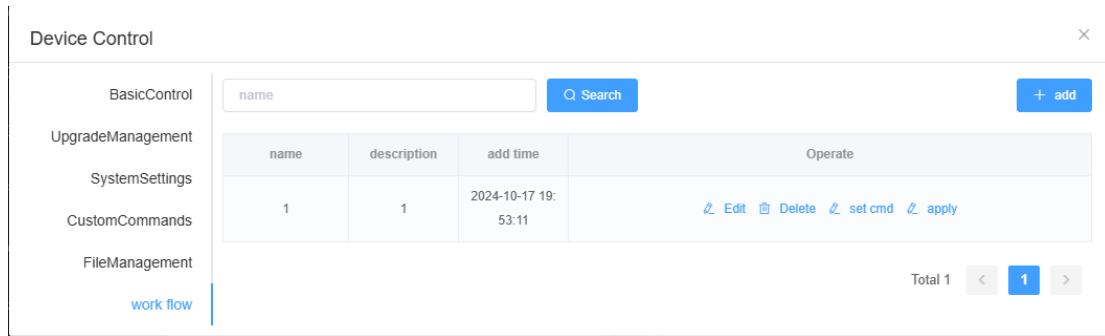 Device Control
BasicControl
UpgradeManagement
SystemSettings
CustomCommands
FileManagement
work flow
name
Search
add
name description add time Operate
1 1 2024-10-17 19:
53:11 Edit Delete set cmd apply
Total 1 < 1 >